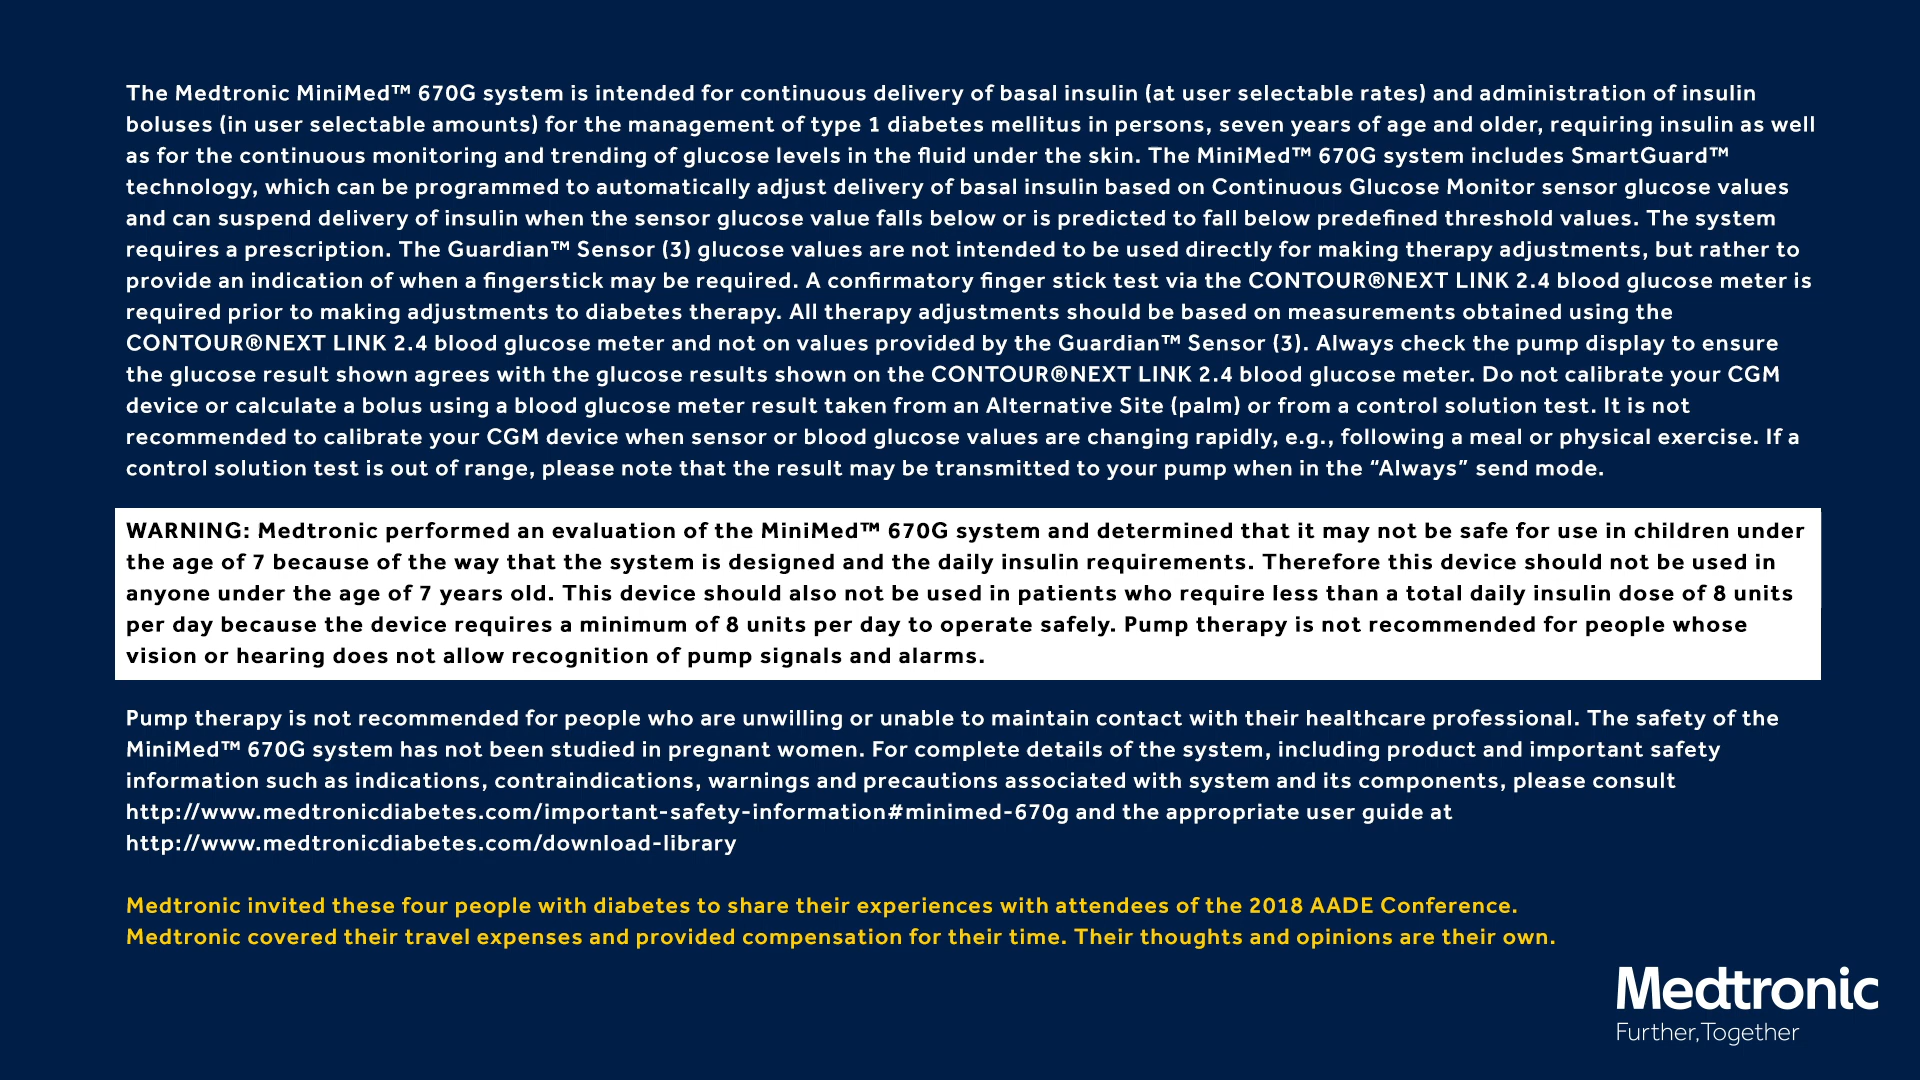 The Medtronic MiniMed™ 670G system is intended for continuous delivery of basal insulin (at user selectable rates) and administration of insulin
boluses (in user selectable amounts) for the management of type 1 diabetes mellitus in persons, seven years of age and older, requiring insulin as well
as for the continuous monitoring and trending of glucose levels in the fluid under the skin. The MiniMed™ 670G system includes SmartGuard™
technology, which can be programmed to automatically adjust delivery of basal insulin based on Continuous Glucose Monitor sensor glucose values
and can suspend delivery of insulin when the sensor glucose value falls below or is predicted to fall below predefined threshold values. The system
requires a prescription. The Guardian™ Sensor (3) glucose values are not intended to be used directly for making therapy adjustments, but rather to
provide an indication of when a fingerstick may be required. A confirmatory finger stick test via the CONTOUR®NEXT LINK 2.4 blood glucose meter is
required prior to making adjustments to diabetes therapy. All therapy adjustments should be based on measurements obtained using the
CONTOUR®NEXT LINK 2.4 blood glucose meter and not on values provided by the Guardian™ Sensor (3). Always check the pump display to ensure
the glucose result shown agrees with the glucose results shown on the CONTOUR®NEXT LINK 2.4 blood glucose meter. Do not calibrate your CGM
device or calculate a bolus using a blood glucose meter result taken from an Alternative Site (palm) or from a control solution test. It is not
recommended to calibrate your CGM device when sensor or blood glucose values are changing rapidly, e.g., following a meal or physical exercise. If a
control solution test is out of range, please note that the result may be transmitted to your pump when in the “Always” send mode.
WARNING: Medtronic performed an evaluation of the MiniMed™ 670G system and determined that it may not be safe for use in children under
the age of 7 because of the way that the system is designed and the daily insulin requirements. Therefore this device should not be used in
anyone under the age of 7 years old. This device should also not be used in patients who require less than a total daily insulin dose of 8 units
per day because the device requires a minimum of 8 units per day to operate safely. Pump therapy is not recommended for people whose
vision or hearing does not allow recognition of pump signals and alarms.
Pump therapy is not recommended for people who are unwilling or unable to maintain contact with their healthcare professional. The safety of the
MiniMed™ 670G system has not been studied in pregnant women. For complete details of the system, including product and important safety
information such as indications, contraindications, warnings and precautions associated with system and its components, please consult
http://www.medtronicdiabetes.com/important-safety-information#minimed-670g and the appropriate user guide at
http://www.medtronicdiabetes.com/download-library
Medtronic invited these four people with diabetes to share their experiences with attendees of the 2018 AADE Conference.
Medtronic covered their travel expenses and provided compensation for their time. Their thoughts and opinions are their own.
Medtronic
Further, Together